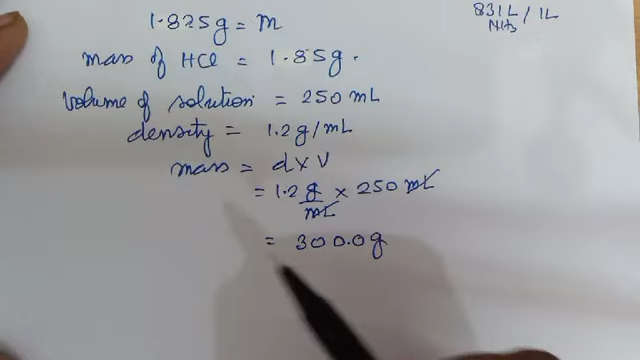 1.825g = m
831L / 1L
NH3
mass of HCl = 1.85g.
Volume of solution = 250 mL
density = 1.2 g/mL
mass = d x V
= 1.2 g/mL x 250 mL
= 300.0g